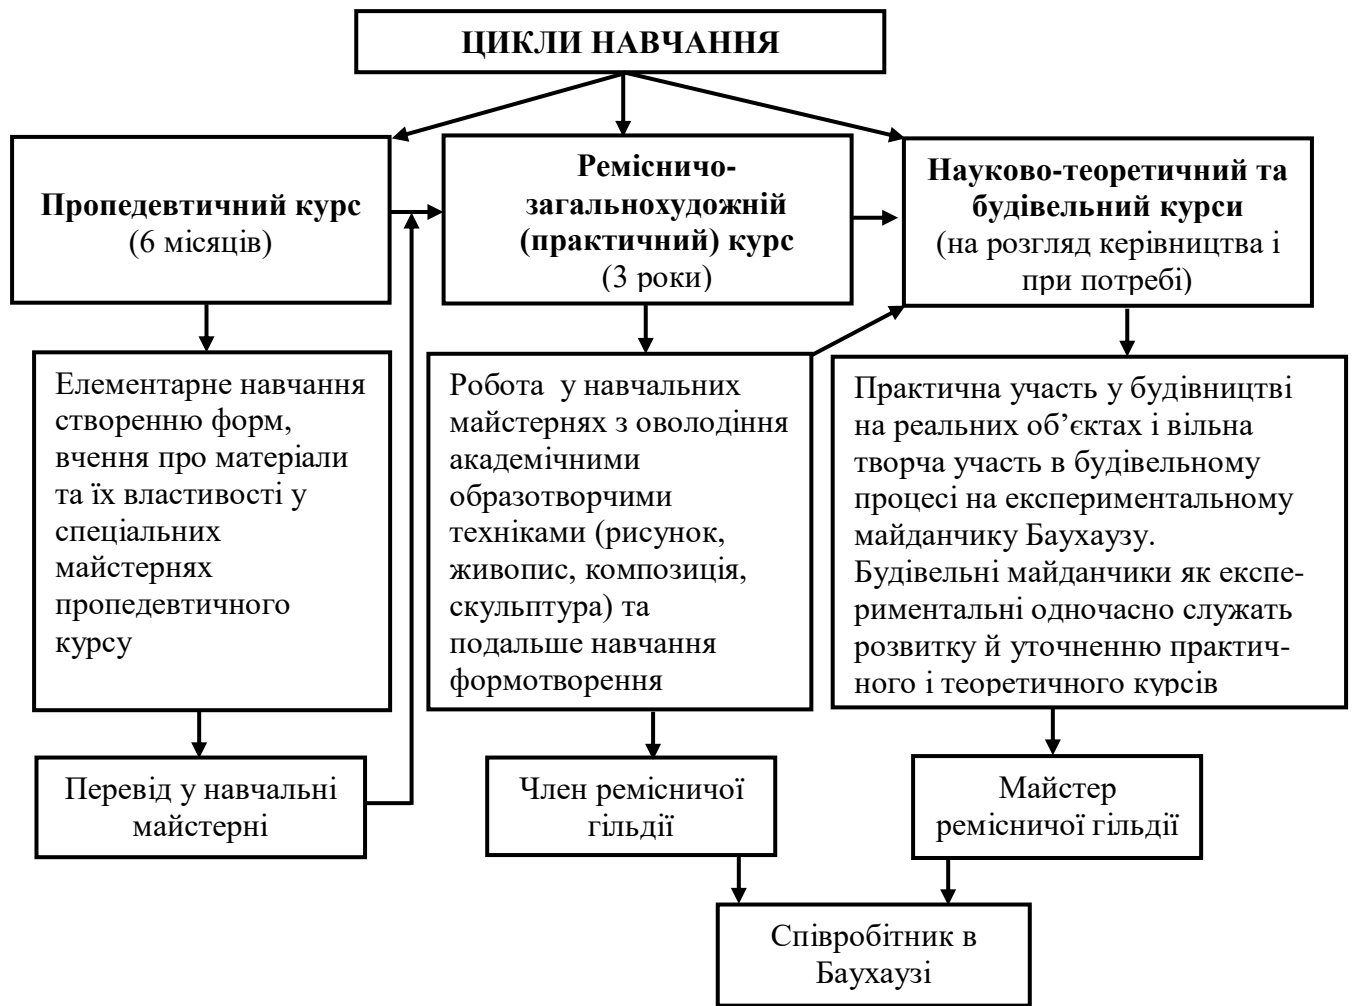 ЦИКЛИ НАВЧАННЯ
Пропедевтичний курс
(6 місяців)
Ремісничо-
загальнохудожній
(практичний) курс
(3 роки)
Науково-теоретичний та
будівельний курси
(на розгляд керівництва і
при потребі)
Елементарне навчання
створенню форм,
вчення про матеріали
та їх властивості у
спеціальних
майстернях
пропедевтичного
курсу
Робота у навчальних
майстернях з оволодіння
академічними
образотворчими
техніками (рисунок,
живопис, композиція,
скульптура) та
подальше навчання
формотворення
Практична участь у будівництві
на реальних об’єктах і вільна
творча участь в будівельному
процесі на експериментальному
майданчику Баухаузу.
Будівельні майданчики як експе-
риментальні одночасно служать
розвитку й уточненню практич-
ного і теоретичного курсів
Перевід у навчальні
майстерні
Член ремісничої
гільдії
Майстер
ремісничої гільдії
Співробітник в
Баухаузі